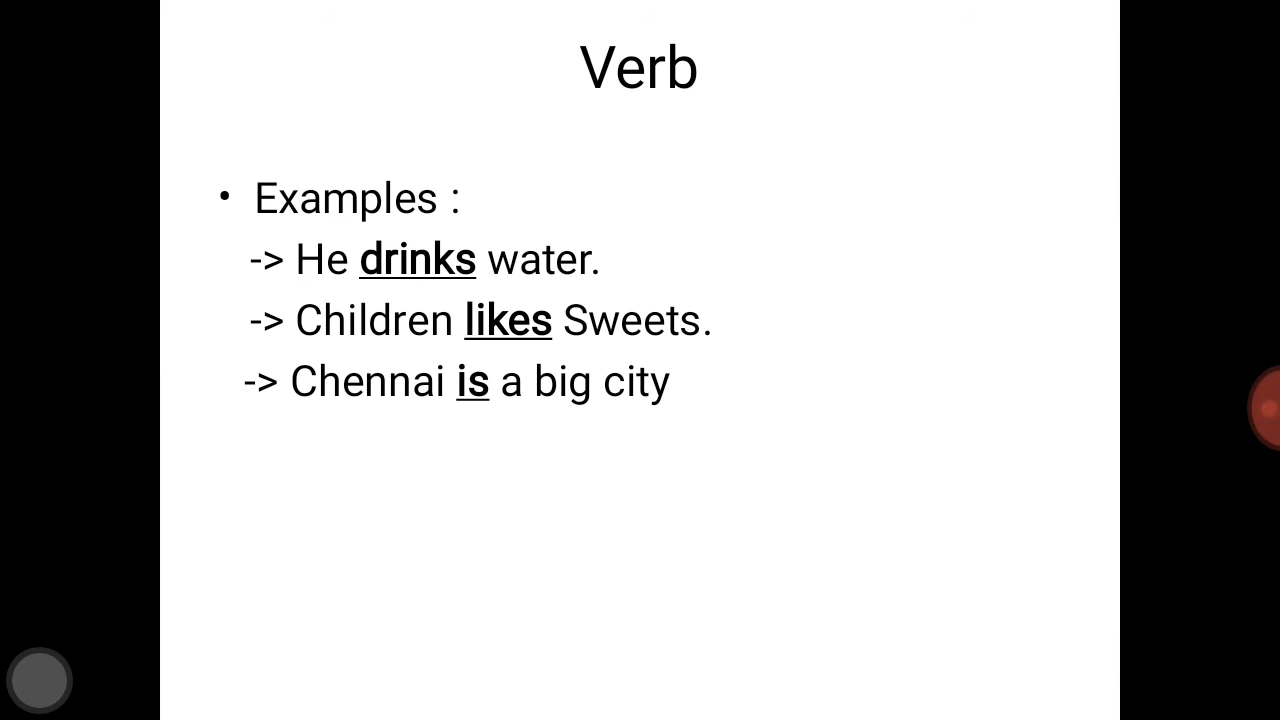 Verb
• Examples :
-> He drinks water.
-> Children likes Sweets.
-> Chennai is a big city